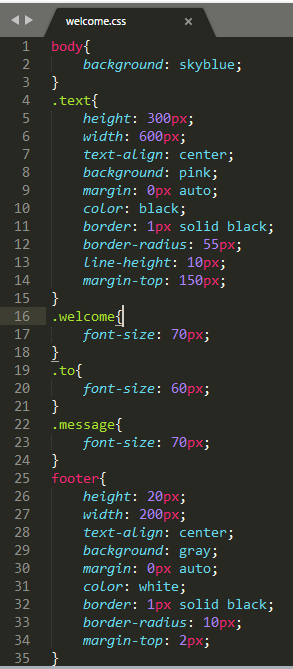 welcome.css
1 body{
2 background: skyblue;
3 }
4 .text{
5 height: 300px;
6 width: 600px;
7 text-align: center;
8 background: pink;
9 margin: 0px auto;
10 color: black;
11 border: 1px solid black;
12 border-radius: 55px;
13 line-height: 10px;
14 margin-top: 150px;
15 }
16 .welcome{
17 font-size: 70px;
18 }
19 .to{
20 font-size: 60px;
21 }
22 .message{
23 font-size: 70px;
24 }
25 footer{
26 height: 20px;
27 width: 200px;
28 text-align: center;
29 background: gray;
30 margin: 0px auto;
31 color: white;
32 border: 1px solid black;
33 border-radius: 10px;
34 margin-top: 2px;
35 }